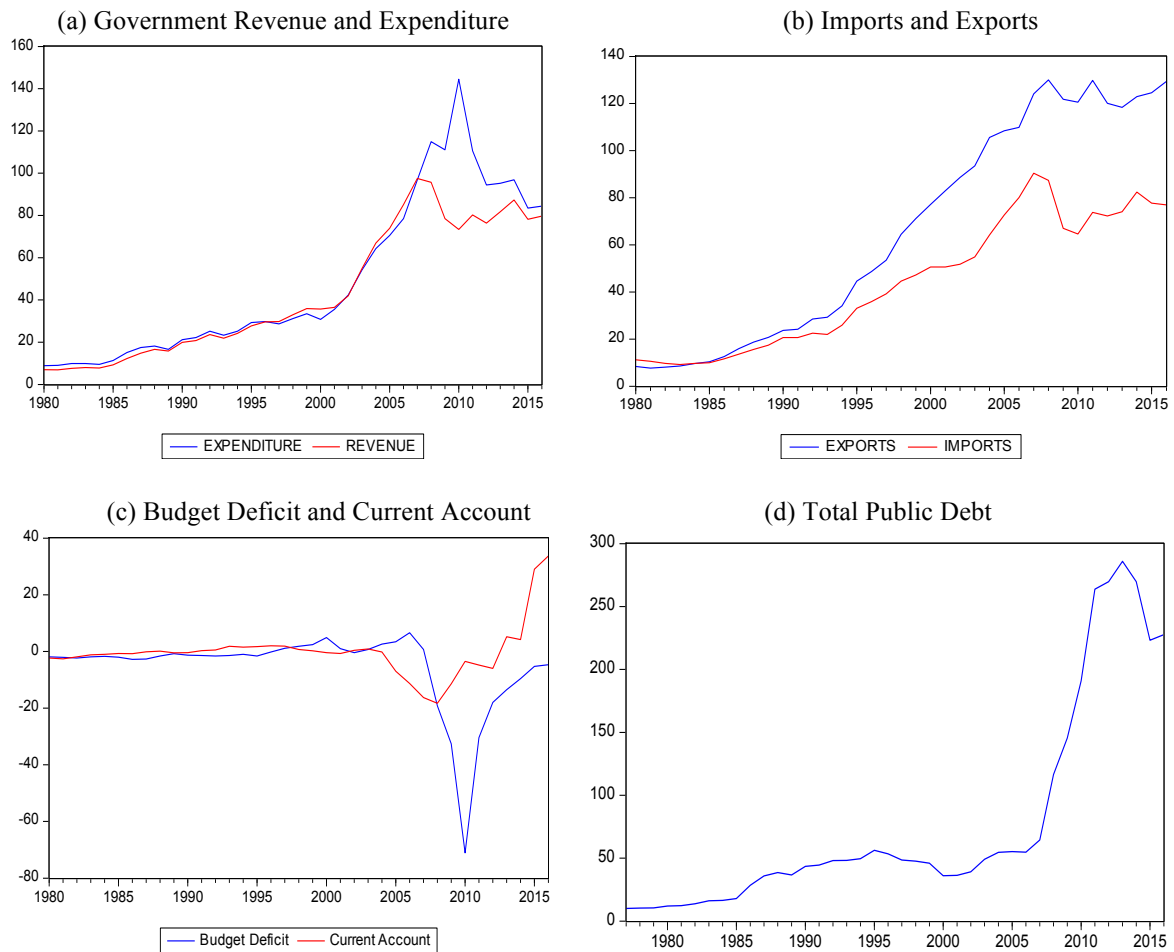 (a) Government Revenue and Expenditure
160
140
120
100
80
60
40
20
0
1980 1985 1990 1995 2000 2005 2010 2015
EXPENDITURE REVENUE
(b) Imports and Exports
140
120
100
80
60
40
20
0
1980 1985 1990 1995 2000 2005 2010 2015
EXPORTS IMPORTS
(c) Budget Deficit and Current Account
40
20
0
-20
-40
-60
-80
1980 1985 1990 1995 2000 2005 2010 2015
Budget Deficit Current Account
(d) Total Public Debt
300
250
200
150
100
50
0
1980 1985 1990 1995 2000 2005 2010 2015